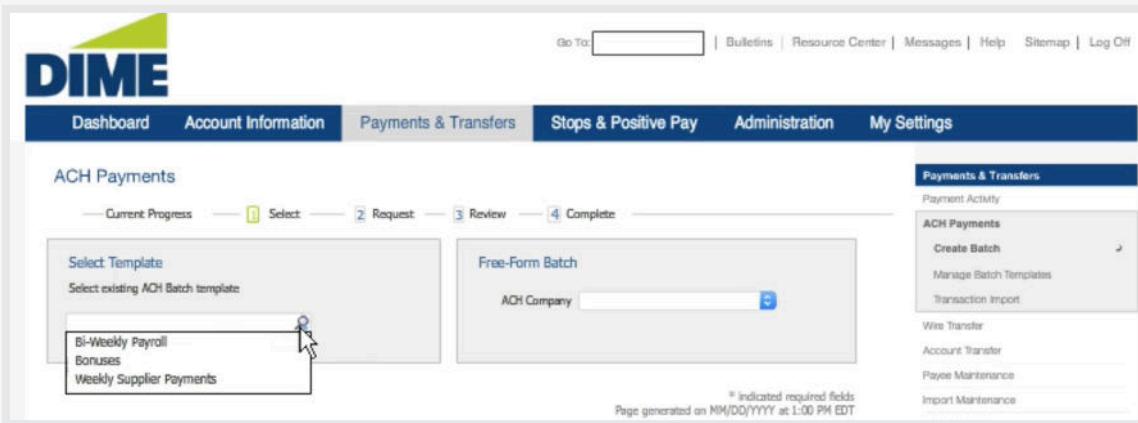 DIME
Go To: | Bulletins | Resource Center | Messages | Help Sitemap | Log Off
Dashboard Account Information Payments & Transfers Stops & Positive Pay Administration My Settings
ACH Payments
Current Progress 1 Select 2 Request 3 Review 4 Complete
Select Template
Select existing ACH Batch template
Bi-Weekly Payroll
Bonuses
Weekly Supplier Payments
Free-Form Batch
ACH Company
* indicated required fields
Page generated on MM/DD/YYYY at 1:00 PM EDT
Payments & Transfers
Payment Activity
ACH Payments
Create Batch
Manage Batch Templates
Transaction Import
Wire Transfer
Account Transfer
Payee Maintenance
Import Maintenance